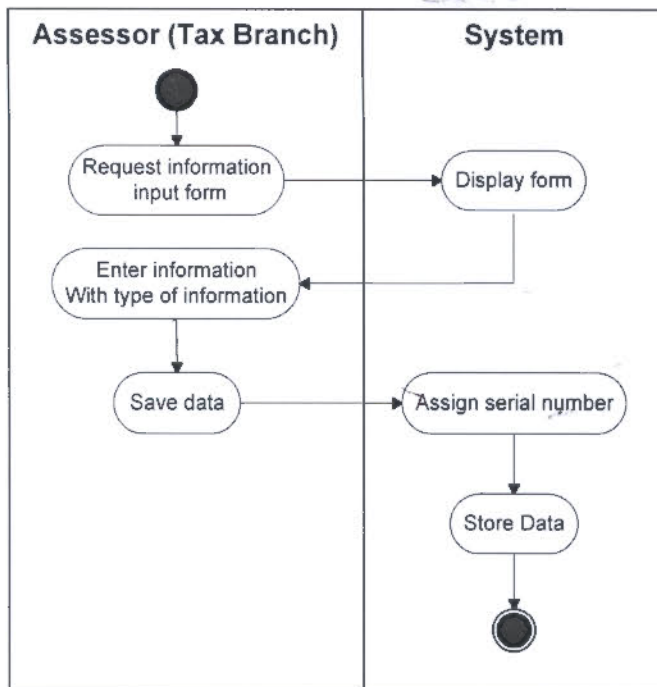 Assessor (Tax Branch)
System
Request information
input form
Display form
Enter information
With type of information
Save data
Assign serial number
Store Data